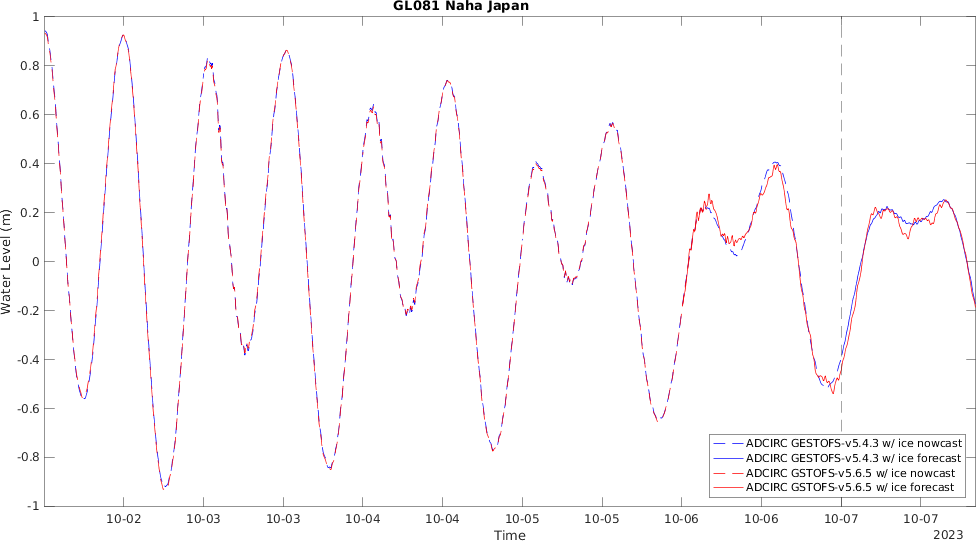 GL081 Naha Japan
Water Level (m)
1
0.8
0.6
0.4
0.2
0
-0.2
-0.4
-0.6
-0.8
-1
ADCIRC GESTOFS-v5.4.3 w/ ice nowcast
ADCIRC GESTOFS-v5.4.3 w/ ice forecast
ADCIRC GSTOFS-v5.6.5 w/ ice nowcast
ADCIRC GSTOFS-v5.6.5 w/ ice forecast
10-02 10-03 10-03 10-04 10-04 10-05 10-05 10-06 10-06 10-07 10-07
Time
2023